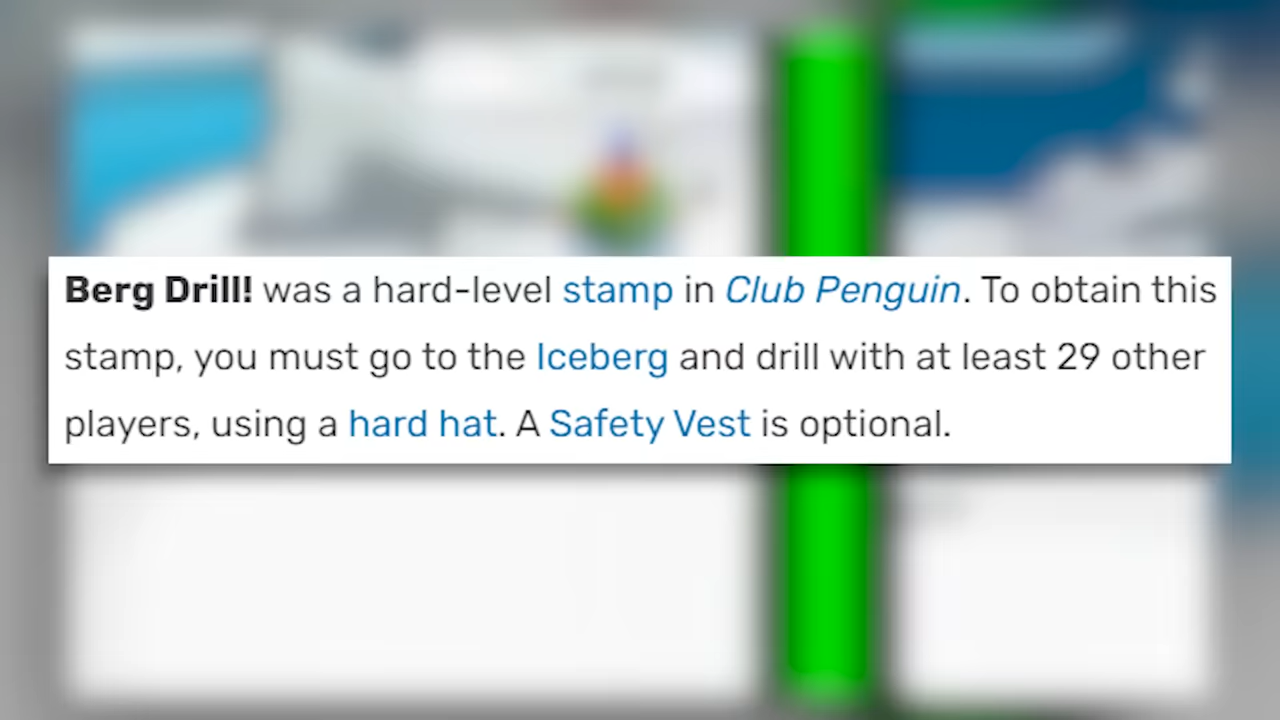 Berg Drill! was a hard-level stamp in Club Penguin. To obtain this
stamp, you must go to the Iceberg and drill with at least 29 other
players, using a hard hat. A Safety Vest is optional.